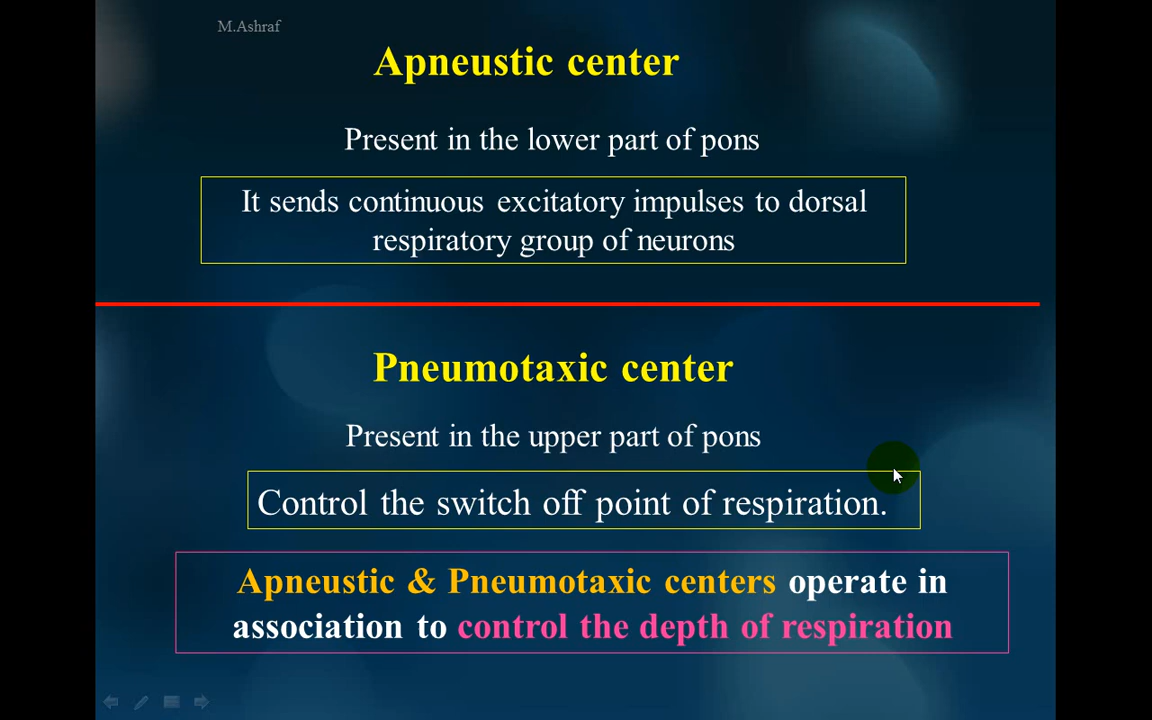 M.Ashraf
Apneustic center
Present in the lower part of pons
It sends continuous excitatory impulses to dorsal
respiratory group of neurons
Pneumotaxic center
Present in the upper part of pons
Control the switch off point of respiration.
Apneustic & Pneumotaxic centers operate in
association to control the depth of respiration